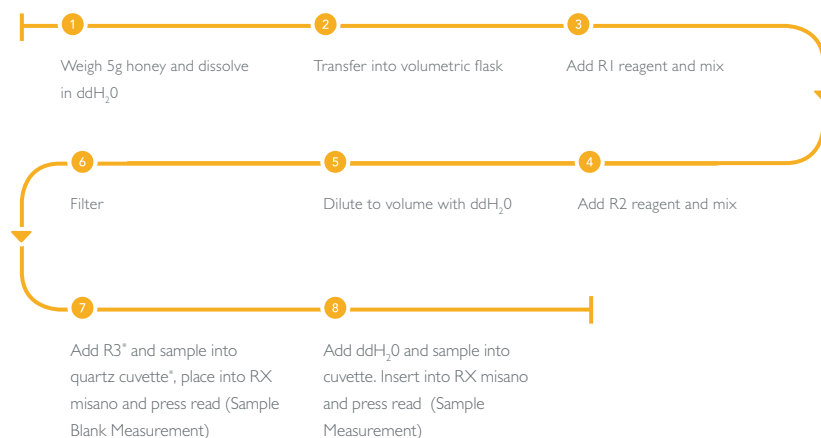 1
Weigh 5g honey and dissolve
in ddH₂0
2
Transfer into volumetric flask
3
Add R1 reagent and mix
4
Add R2 reagent and mix
5
Dilute to volume with ddH₂0
6
Filter
7
Add R3* and sample into
quartz cuvette*, place into RX
misano and press read (Sample
Blank Measurement)
8
Add ddH₂0 and sample into
cuvette. Insert into RX misano
and press read (Sample
Measurement)